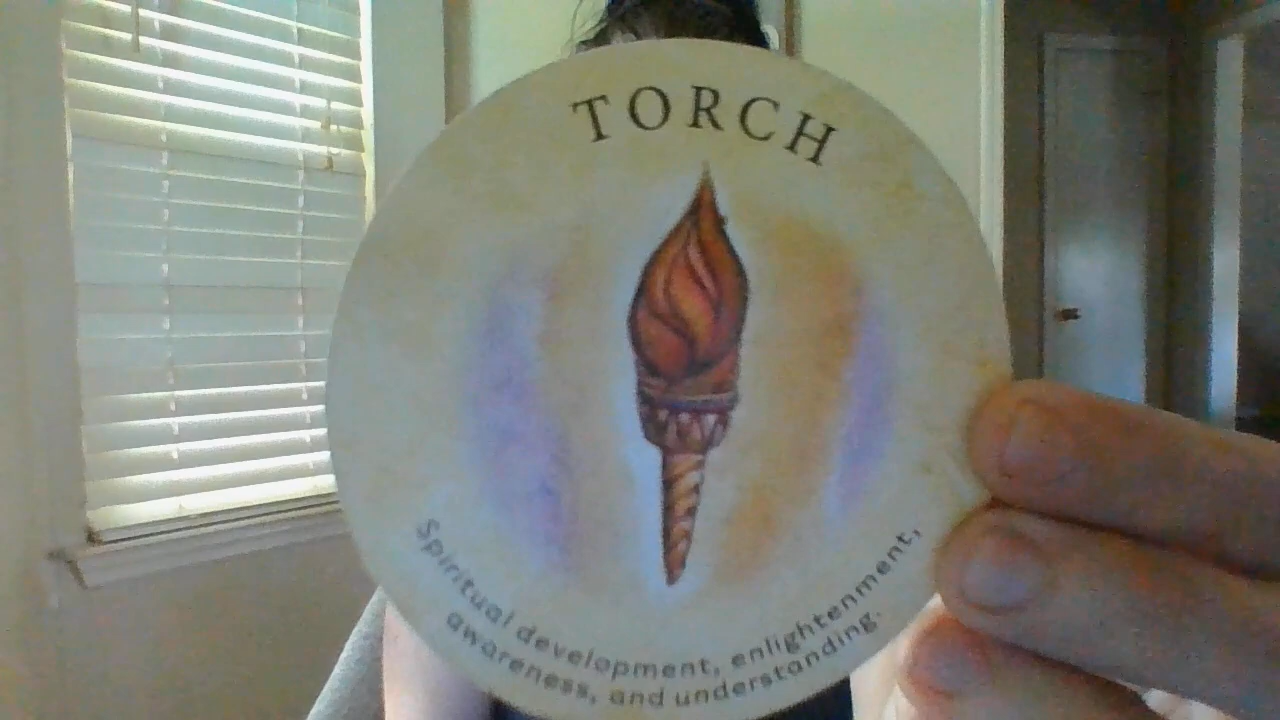 TORCH
Spiritual development, enlightenment,
awareness, and understanding.